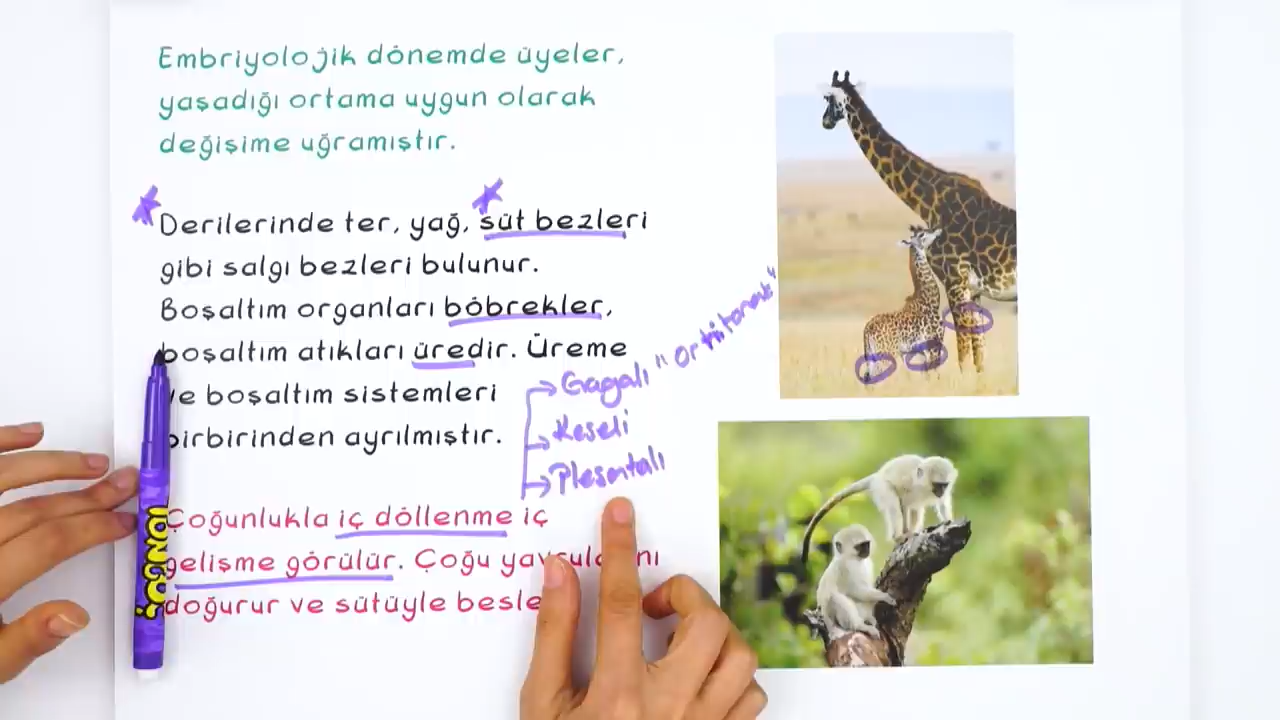 Embriyolojik dönemde üyeler,
yaşadığı ortama uygun olarak
değişime uğramıştır.
Derilerinde ter, yağ, süt bezleri
gibi salgı bezleri bulunur.
Boşaltım organları böbrekler,
boşaltım atıkları üredir. Üreme
ve boşaltım sistemleri
birbirinden ayrılmıştır.
Gagalı "ornitorenk"
Keseli
Plesentalı
Çoğunlukla iç döllenme iç
gelişme görülür. Çoğu
doğurur ve sütüyle besle